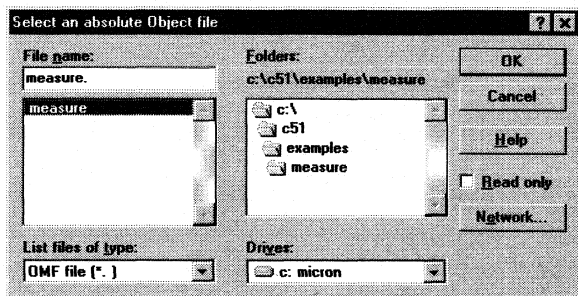 Select an absolute Object file
File name:
measure.
measure
List files of type:
OMF file (*. )
Folders:
c:\c51\examples\measure
c:\
c51
examples
measure
Drives:
c: micron
OK
Cancel
Help
Read only
Network...